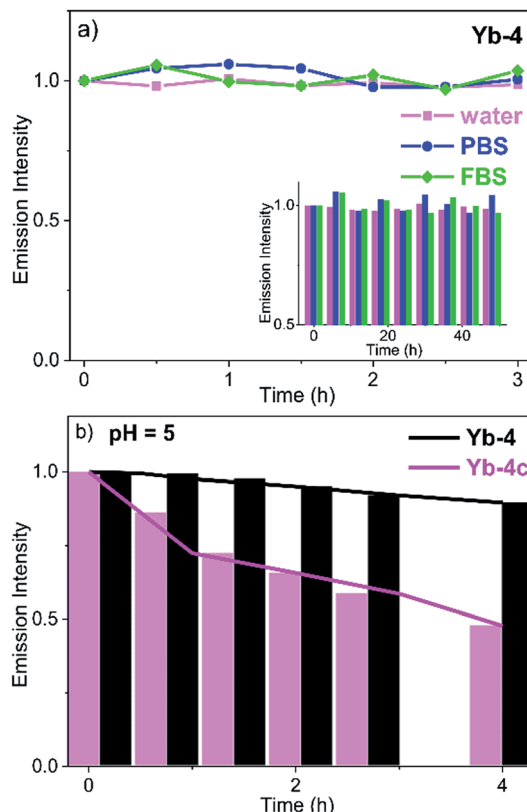 a)
Yb-4
1.0
water
PBS
FBS
Emission Intensity
0.5
1.0
Emission Intensity
0.5
0
20
40
Time (h)
0.0
0
1
2
3
Time (h)
b)
pH = 5
Yb-4
Yb-4c
1.0
Emission Intensity
0.5
0.0
0
2
4
Time (h)